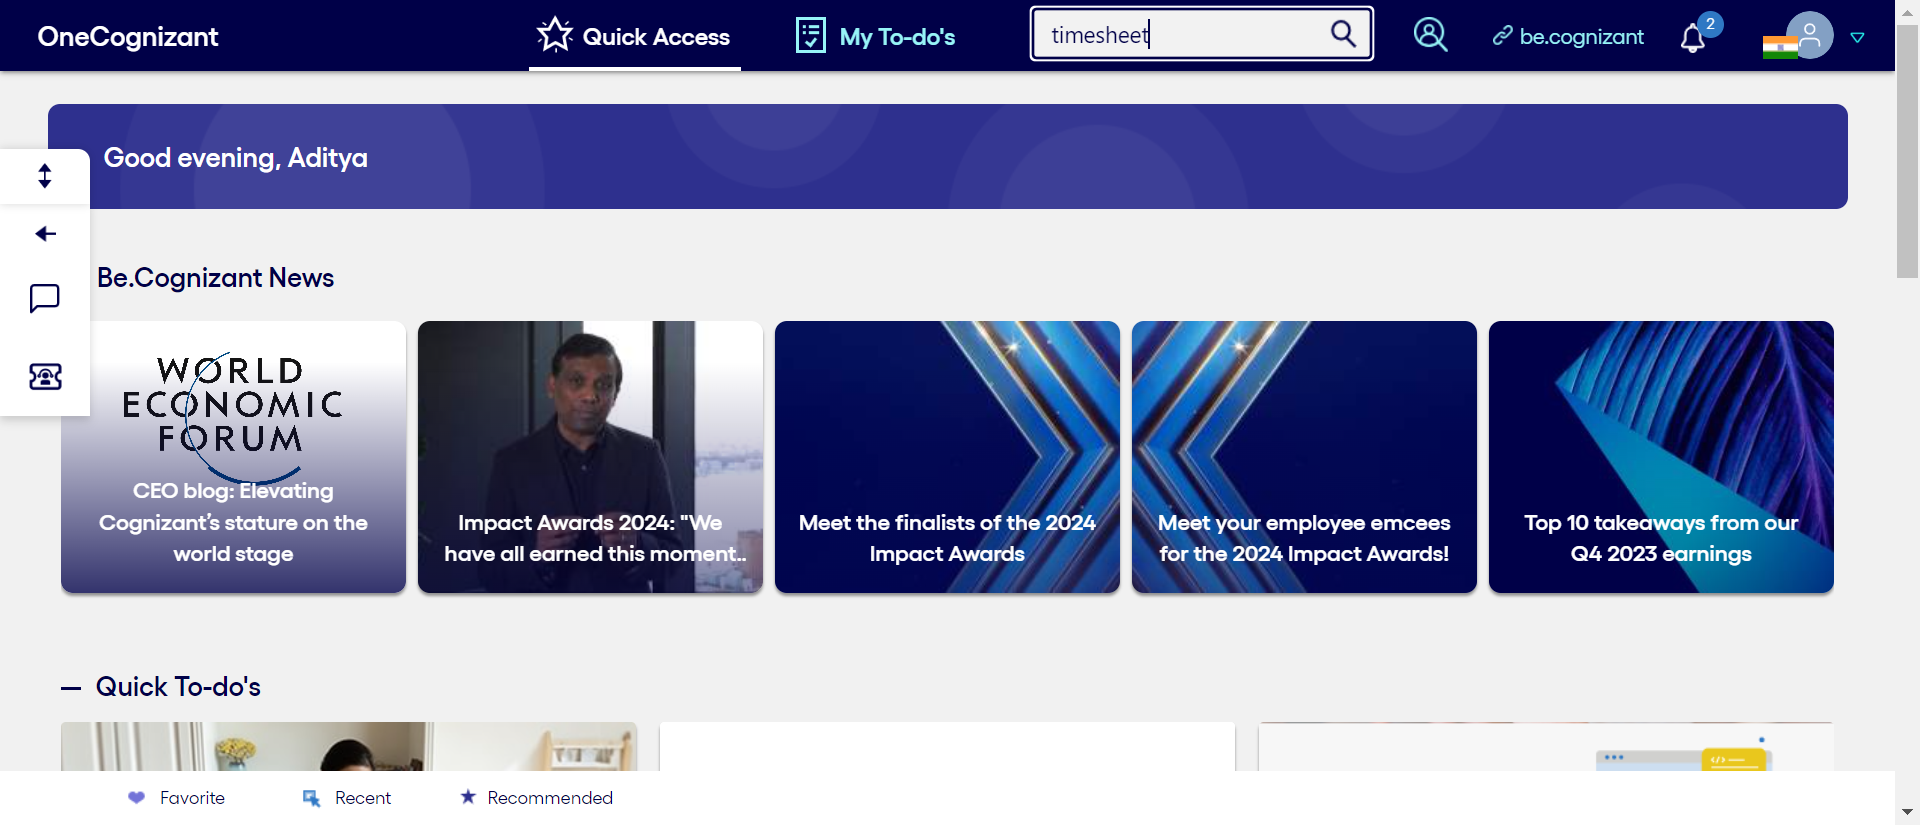 OneCognizant
Quick Access
My To-do's
timesheet
be.cognizant
2
Good evening, Aditya
Be.Cognizant News
WORLD
ECONOMIC
FORUM
CEO blog: Elevating
Cognizant’s stature on the
world stage
Impact Awards 2024: "We
have all earned this moment..
Meet the finalists of the 2024
Impact Awards
Meet your employee emcees
for the 2024 Impact Awards!
Top 10 takeaways from our
Q4 2023 earnings
Quick To-do's
</>
Favorite
Recent
Recommended